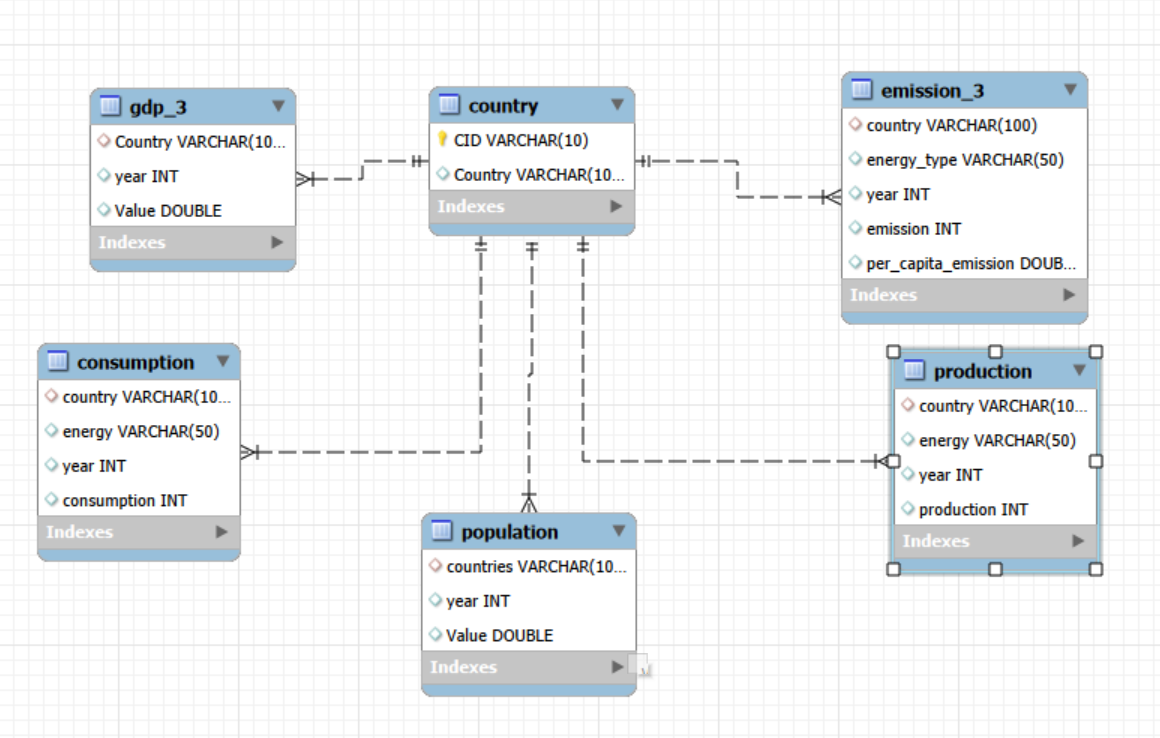 gdp_3
Country VARCHAR(10...
year INT
Value DOUBLE
Indexes
country
CID VARCHAR(10)
Country VARCHAR(10...
Indexes
emission_3
country VARCHAR(100)
energy_type VARCHAR(50)
year INT
emission INT
per_capita_emission DOUB...
Indexes
consumption
country VARCHAR(10...
energy VARCHAR(50)
year INT
consumption INT
Indexes
population
countries VARCHAR(10...
year INT
Value DOUBLE
Indexes
production
country VARCHAR(10...
energy VARCHAR(50)
year INT
production INT
Indexes